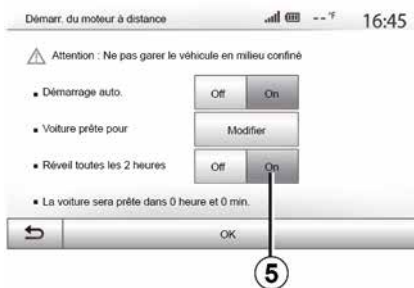 Démarr. du moteur à distance --°F 16:45
Attention : Ne pas garer le véhicule en milieu confiné
Démarrage auto. Off On
Voiture prête pour Modifier
Réveil toutes les 2 heures Off On
La voiture sera prête dans 0 heure et 0 min.
OK
5